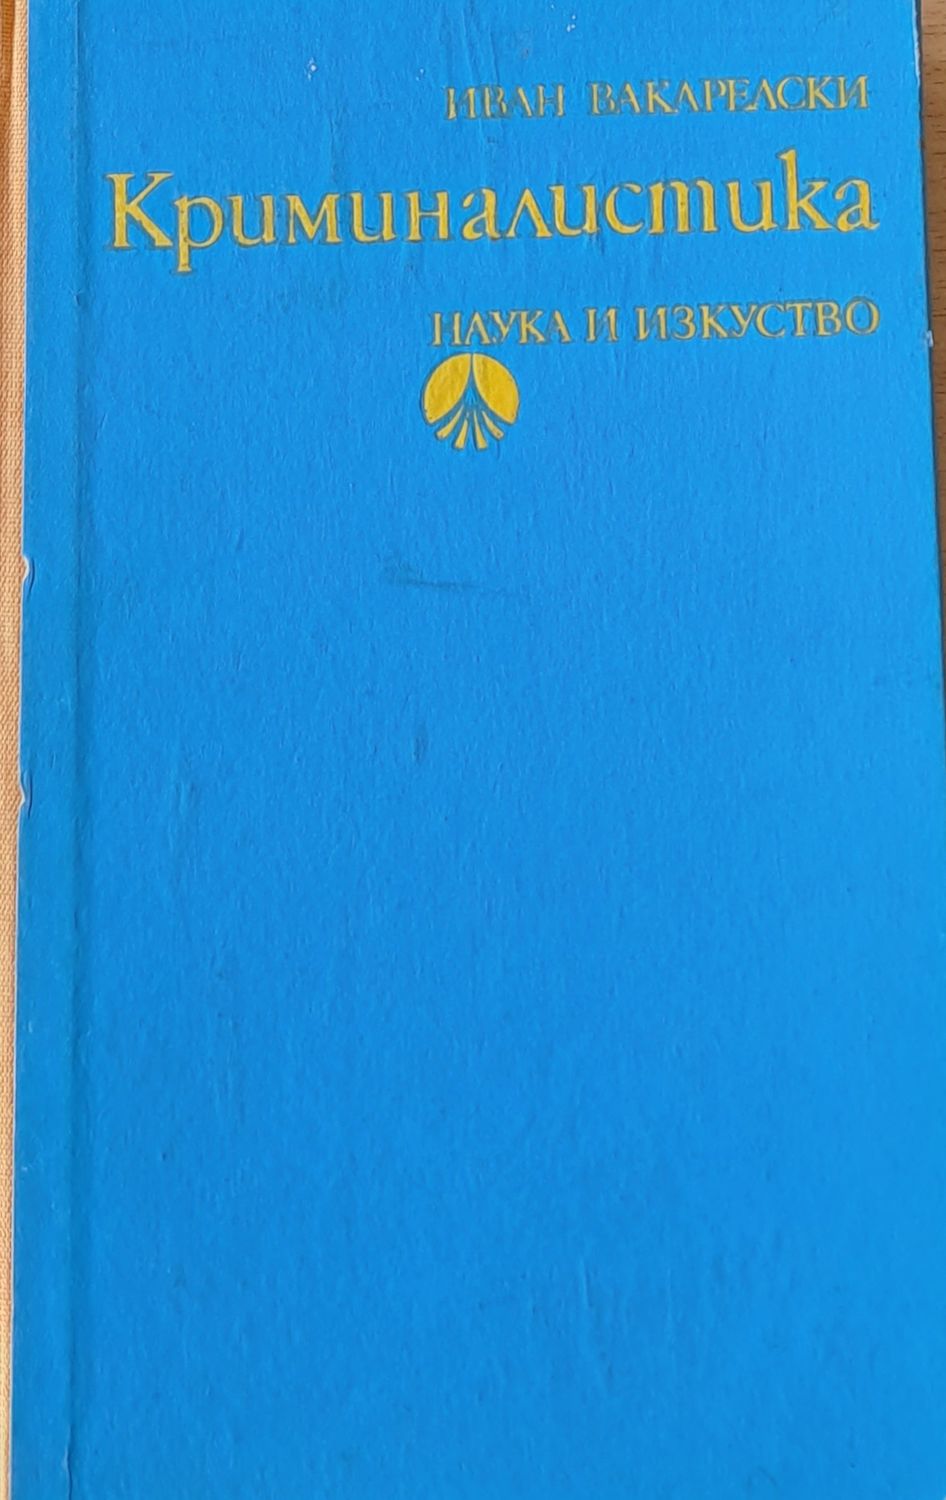 ИВАН ВАКАРЕЛСКИ
Криминалистика
НАУКА И ИЗКУСТВО